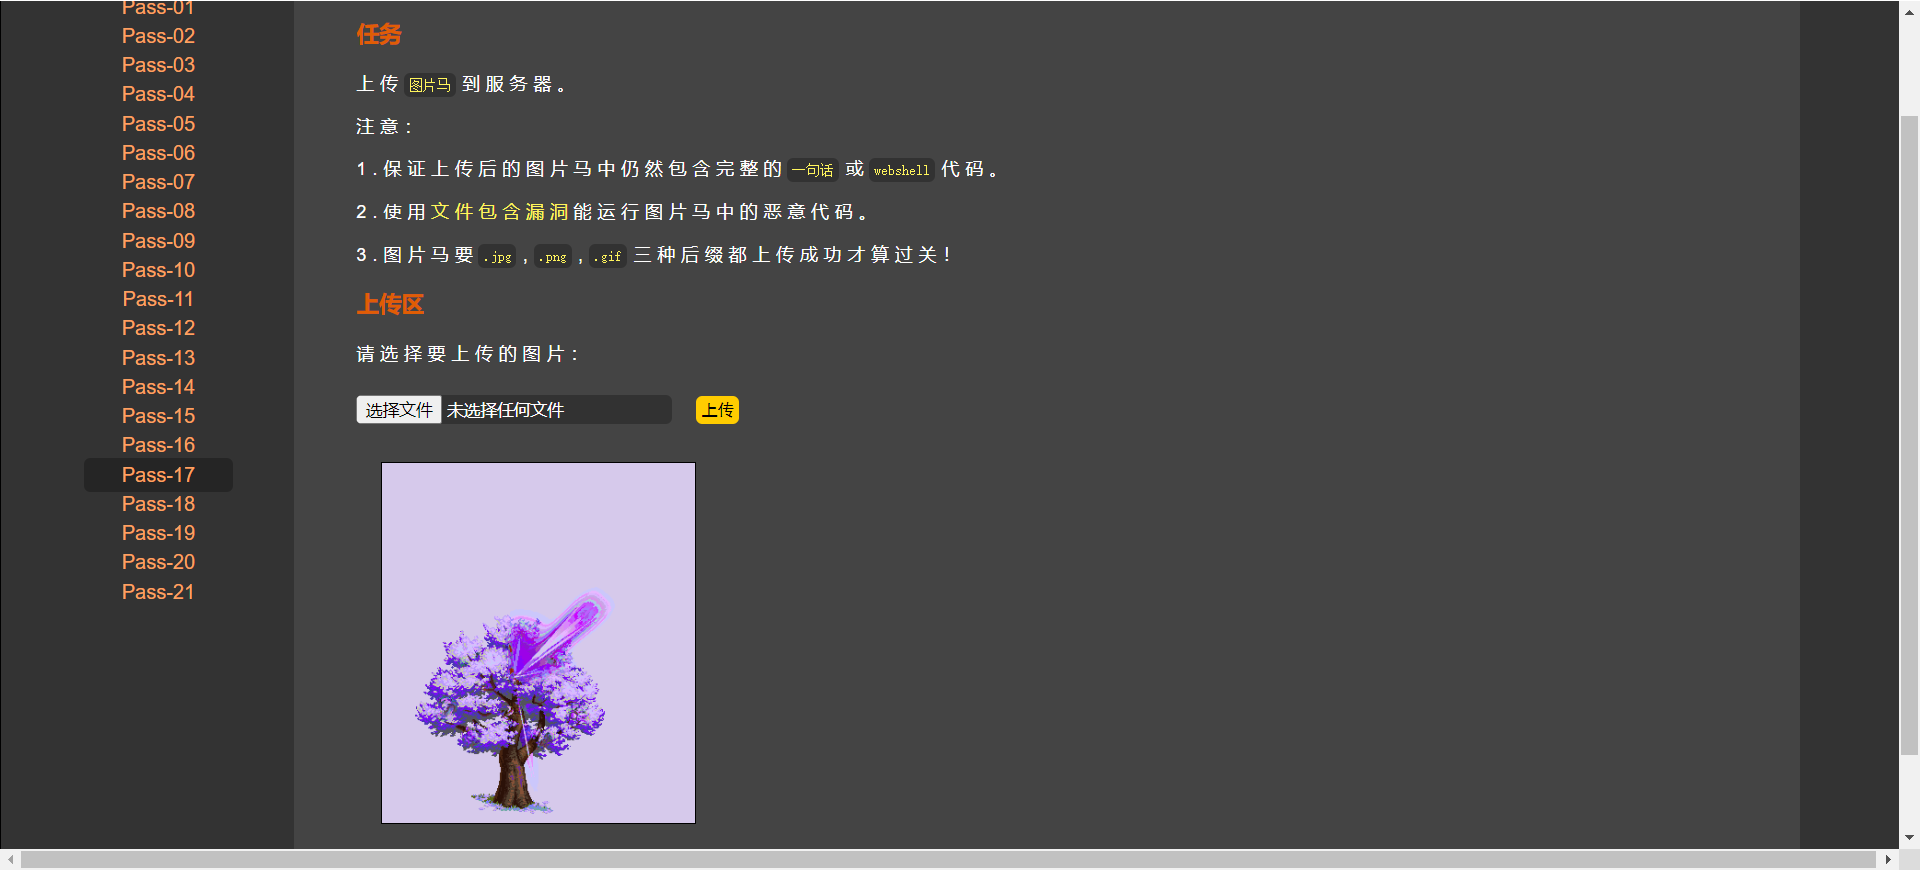 Pass-01
Pass-02
Pass-03
Pass-04
Pass-05
Pass-06
Pass-07
Pass-08
Pass-09
Pass-10
Pass-11
Pass-12
Pass-13
Pass-14
Pass-15
Pass-16
Pass-17
Pass-18
Pass-19
Pass-20
Pass-21
任务
上传 图片马 到服务器。
注意：
1.保证上传后的图片马中仍然包含完整的 一句话 或 webshell 代码。
2.使用文件包含漏洞能运行图片马中的恶意代码。
3.图片马要 .jpg , .png , .gif 三种后缀都上传成功才算过关！
上传区
请选择要上传的图片：
选择文件 未选择任何文件 上传